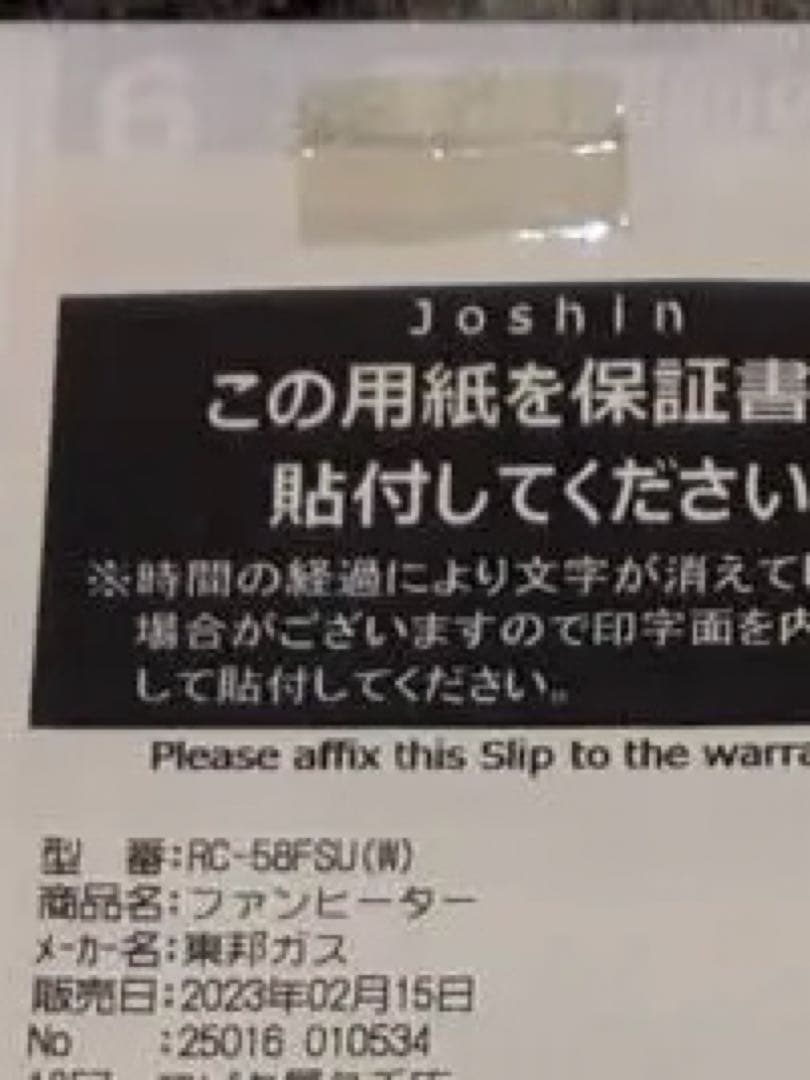 Joshin
この用紙を保証書
貼付してください
※時間の経過により文字が消えて
場合がございますので印字面を内
して貼付してください。
Please affix this Slip to the warra
型　番:RC-58FSU(W)
商品名:ファンヒーター
ﾒｰｶｰ名:東邦ガス
販売日:2023年02月15日
No　　:25016 010534